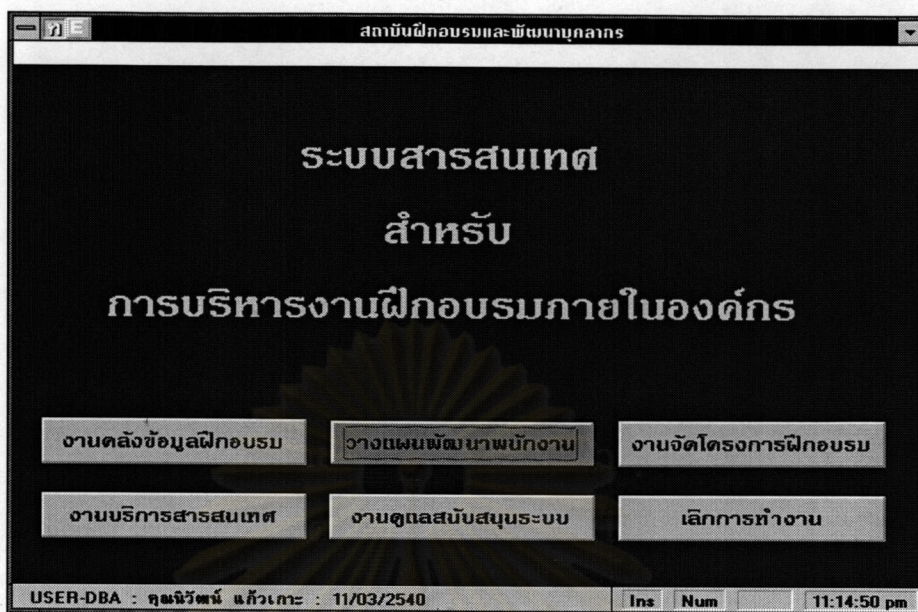 ก E สถาบันฝึกอบรมและพัฒนาบุคลากร
ระบบสารสนเทศ
สำหรับ
การบริหารงานฝึกอบรมภายในองค์กร
งานคลังข้อมูลฝึกอบรม วางแผนพัฒนาพนักงาน งานจัดโครงการฝึกอบรม
งานบริการสารสนเทศ งานดูแลสนับสนุนระบบ เลิกการทำงาน
USER-DBA : คุณนิวัฒน์ แก้วเกาะ : 11/03/2540 Ins Num 11:14:50 pm